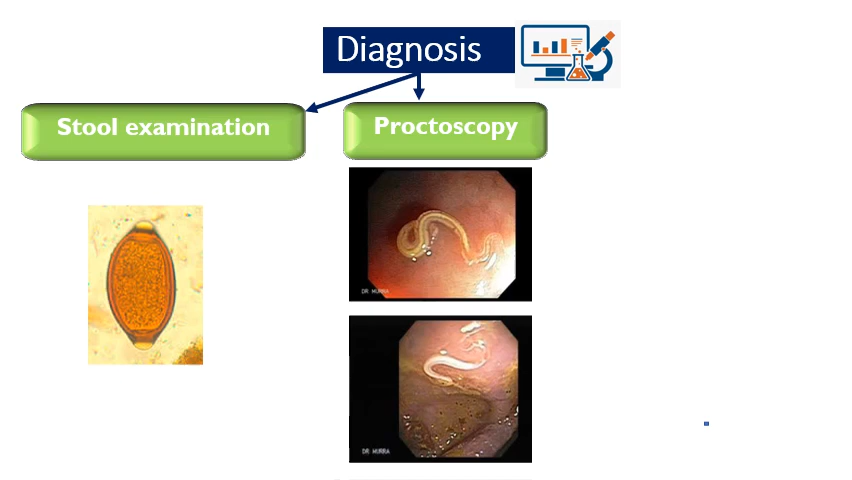 Diagnosis
Stool examination
Proctoscopy
DR MURRA
DR MURRA